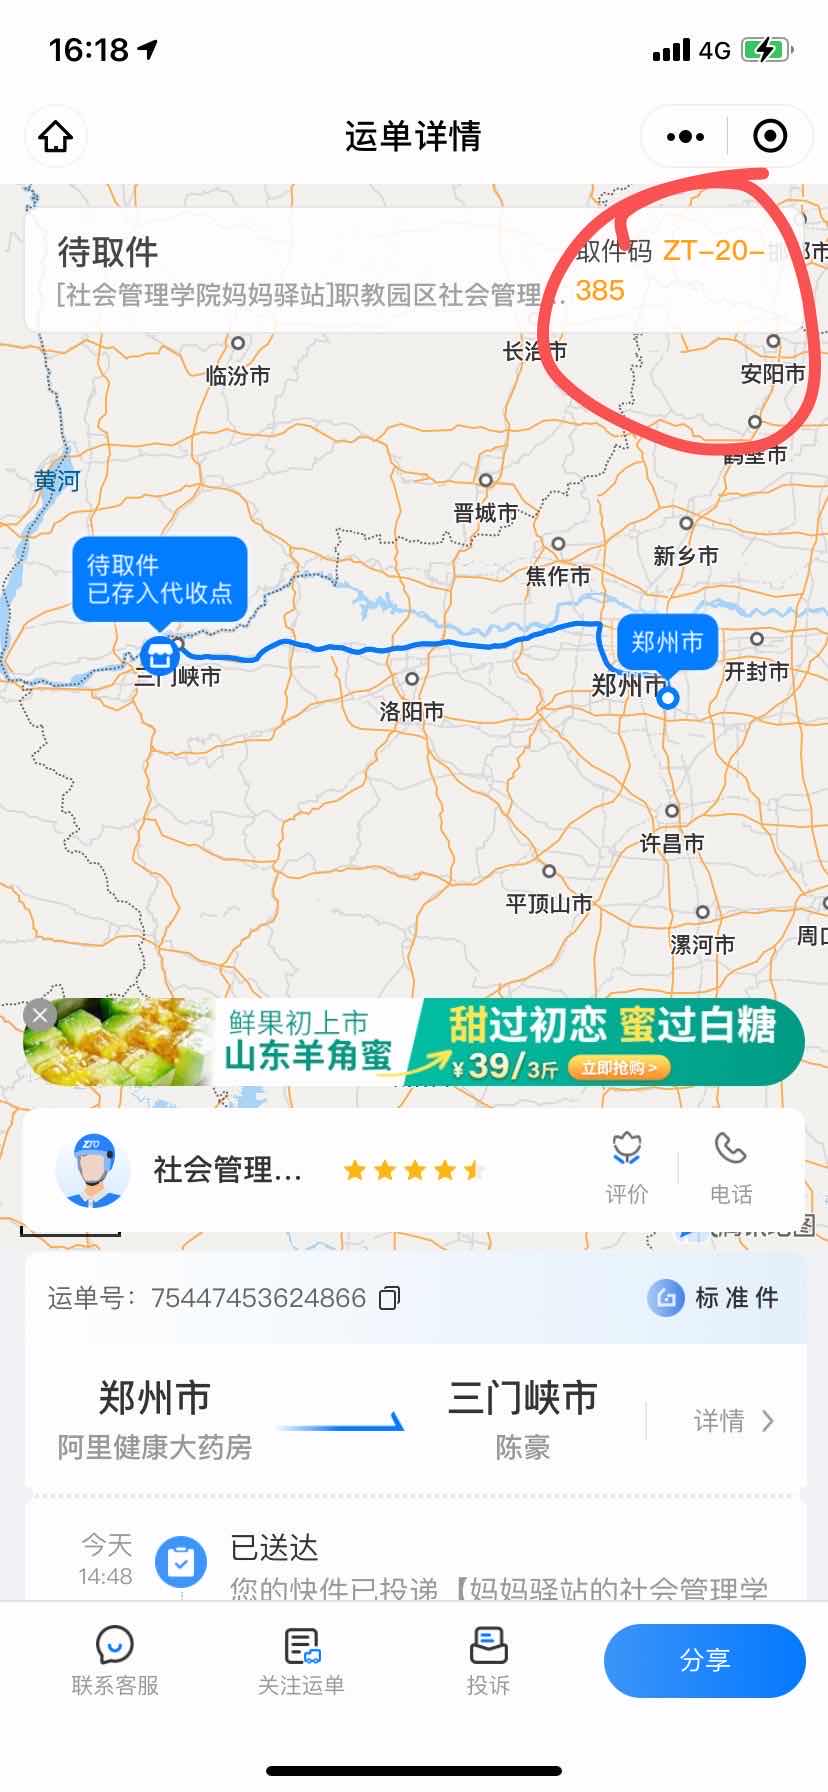 16:18
4G
运单详情
待取件
取件码 ZT-20-
385
[社会管理学院妈妈驿站]职教园区社会管理...
临汾市
长治市
安阳市
鹤壁市
黄河
晋城市
新乡市
焦作市
待取件
已存入代收点
三门峡市
郑州市
郑州市
开封市
洛阳市
许昌市
平顶山市
漯河市
周口
鲜果初上市
山东羊角蜜
甜过初恋 蜜过白糖
¥39/3斤
立即抢购>
ZTO
社会管理...
评价
电话
运单号：75447453624866
标准件
郑州市
三门峡市
阿里健康大药房
陈豪
详情
今天
14:48
已送达
您的快件已投递【妈妈驿站的社会管理学
联系客服
关注运单
投诉
分享